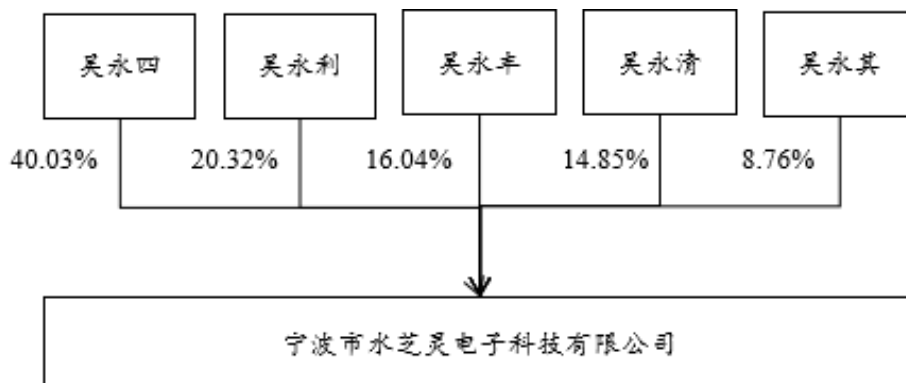 吴永四 吴永利 吴永丰 吴永清 吴永其
40.03% 20.32% 16.04% 14.85% 8.76%
宁波市水芝灵电子科技有限公司